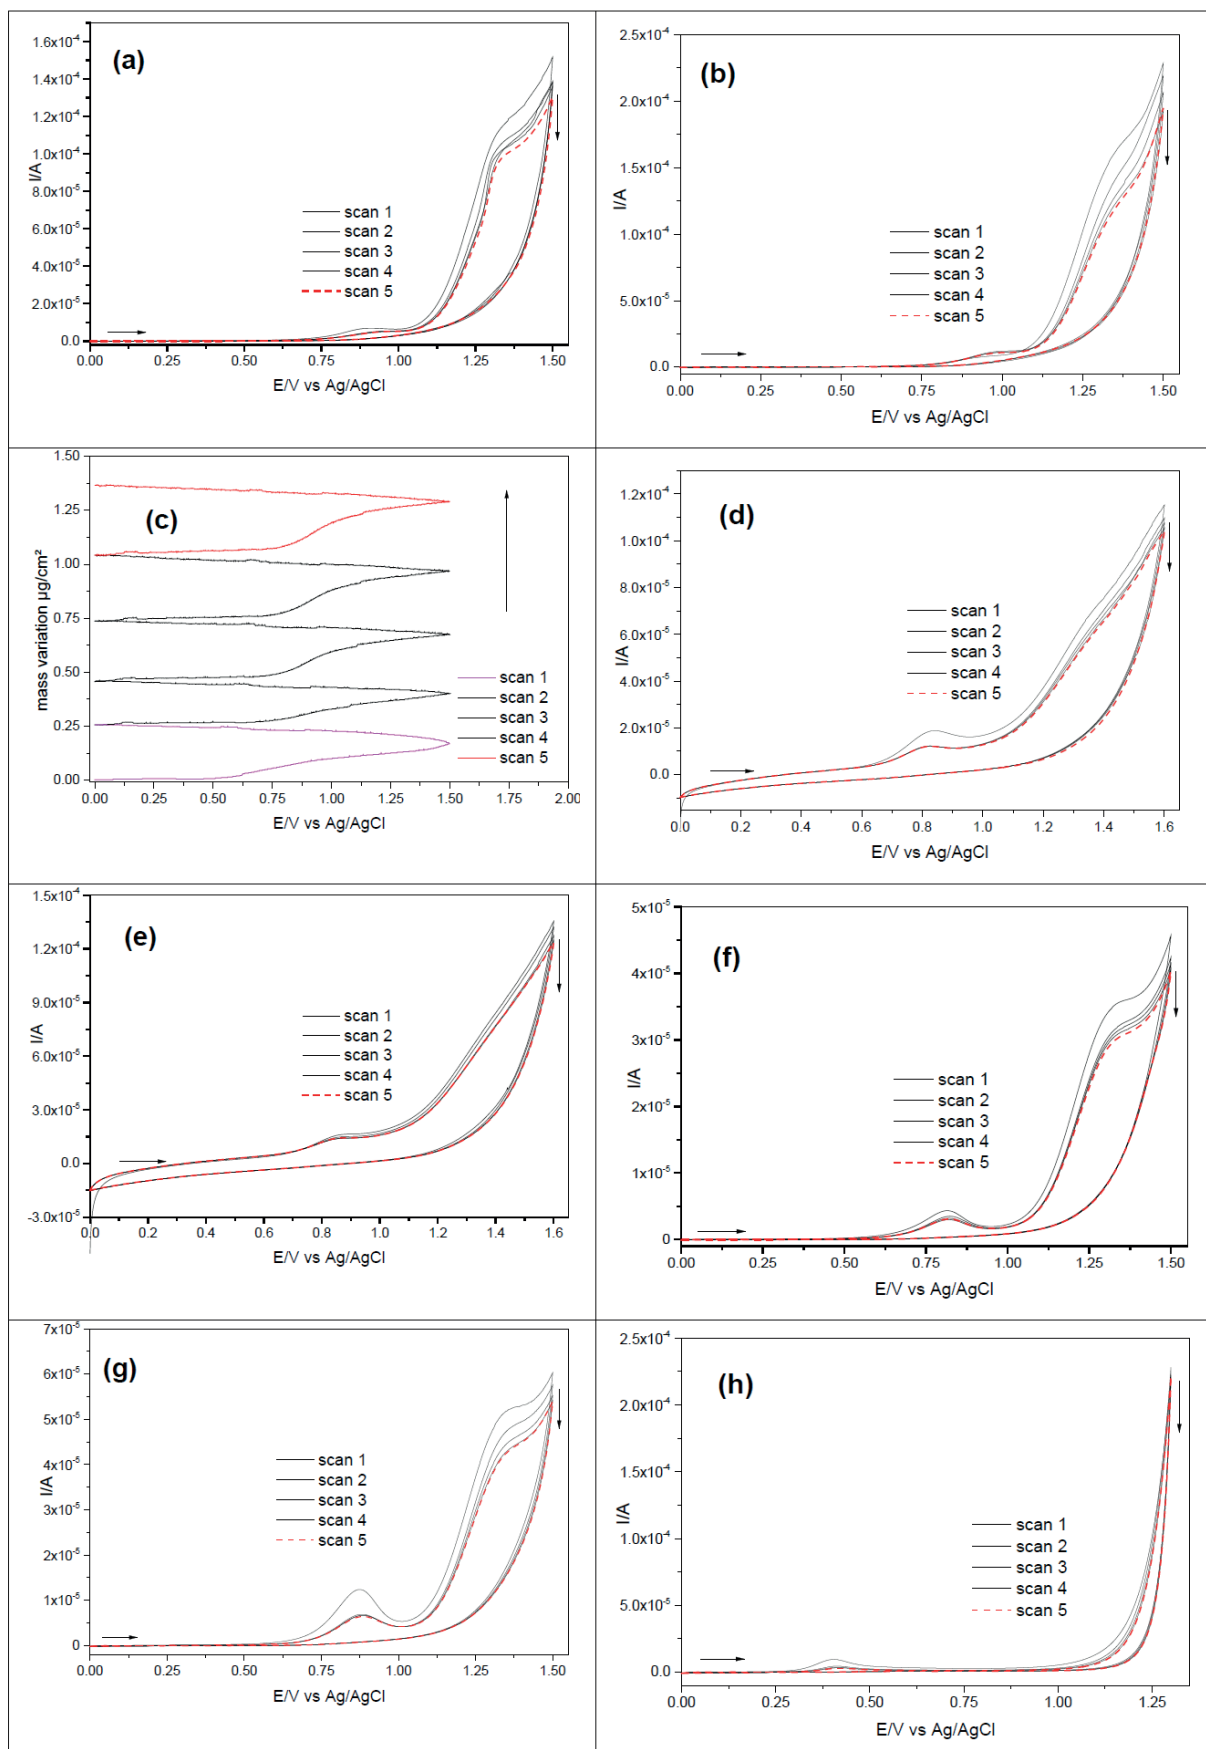 (a)
I/A
1.6x10⁻⁴
1.4x10⁻⁴
1.2x10⁻⁴
1.0x10⁻⁴
8.0x10⁻⁵
6.0x10⁻⁵
4.0x10⁻⁵
2.0x10⁻⁵
0.0
scan 1
scan 2
scan 3
scan 4
scan 5
0.00 0.25 0.50 0.75 1.00 1.25 1.50
E/V vs Ag/AgCl
(b)
I/A
2.5x10⁻⁴
2.0x10⁻⁴
1.5x10⁻⁴
1.0x10⁻⁴
5.0x10⁻⁵
0.0
scan 1
scan 2
scan 3
scan 4
scan 5
0.00 0.25 0.50 0.75 1.00 1.25 1.50
E/V vs Ag/AgCl
(c)
mass variation µg/cm²
1.50
1.25
1.00
0.75
0.50
0.25
0.00
scan 1
scan 2
scan 3
scan 4
scan 5
0.00 0.25 0.50 0.75 1.00 1.25 1.50 1.75 2.00
E/V vs Ag/AgCl
(d)
I/A
1.2x10⁻⁴
1.0x10⁻⁴
8.0x10⁻⁵
6.0x10⁻⁵
4.0x10⁻⁵
2.0x10⁻⁵
0.0
scan 1
scan 2
scan 3
scan 4
scan 5
0.0 0.2 0.4 0.6 0.8 1.0 1.2 1.4 1.6
E/V vs Ag/AgCl
(e)
I/A
1.5x10⁻⁴
1.2x10⁻⁴
9.0x10⁻⁵
6.0x10⁻⁵
3.0x10⁻⁵
0.0
-3.0x10⁻⁵
scan 1
scan 2
scan 3
scan 4
scan 5
0.0 0.2 0.4 0.6 0.8 1.0 1.2 1.4 1.6
E/V vs Ag/AgCl
(f)
I/A
5x10⁻⁵
4x10⁻⁵
3x10⁻⁵
2x10⁻⁵
1x10⁻⁵
0
scan 1
scan 2
scan 3
scan 4
scan 5
0.00 0.25 0.50 0.75 1.00 1.25 1.50
E/V vs Ag/AgCl
(g)
I/A
7x10⁻⁵
6x10⁻⁵
5x10⁻⁵
4x10⁻⁵
3x10⁻⁵
2x10⁻⁵
1x10⁻⁵
0
scan 1
scan 2
scan 3
scan 4
scan 5
0.00 0.25 0.50 0.75 1.00 1.25 1.50
E/V vs Ag/AgCl
(h)
I/A
2.5x10⁻⁴
2.0x10⁻⁴
1.5x10⁻⁴
1.0x10⁻⁴
5.0x10⁻⁵
0.0
scan 1
scan 2
scan 3
scan 4
scan 5
0.00 0.25 0.50 0.75 1.00 1.25
E/V vs Ag/AgCl